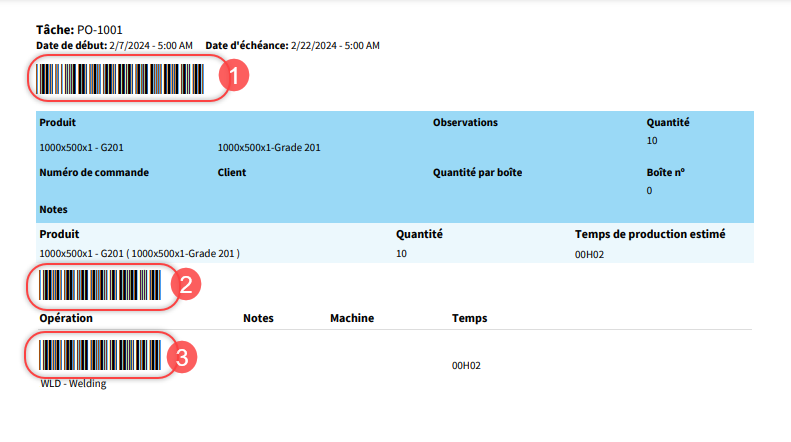 Tâche: PO-1001
Date de début: 2/7/2024 - 5:00 AM Date d'échéance: 2/22/2024 - 5:00 AM
1
Produit Observations Quantité
1000x500x1 - G201 1000x500x1-Grade 201 10
Numéro de commande Client Quantité par boîte Boîte nº
0
Notes
Produit Quantité Temps de production estimé
1000x500x1 - G201 ( 1000x500x1-Grade 201 ) 10 00H02
2
Opération Notes Machine Temps
3
00H02
WLD - Welding